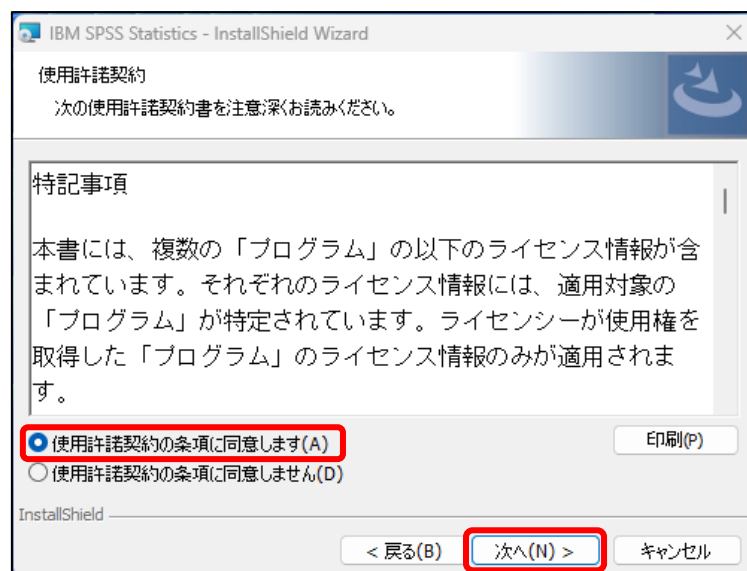 IBM SPSS Statistics - InstallShield Wizard
使用許諾契約
次の使用許諾契約書を注意深くお読みください。
特記事項
本書には、複数の「プログラム」の以下のライセンス情報が含
まれています。それぞれのライセンス情報には、適用対象の
「プログラム」が特定されています。ライセンシーが使用権を
取得した「プログラム」のライセンス情報のみが適用されま
す。
使用許諾契約の条項に同意します(A)
印刷(P)
使用許諾契約の条項に同意しません(D)
InstallShield
< 戻る(B)
次へ(N) >
キャンセル